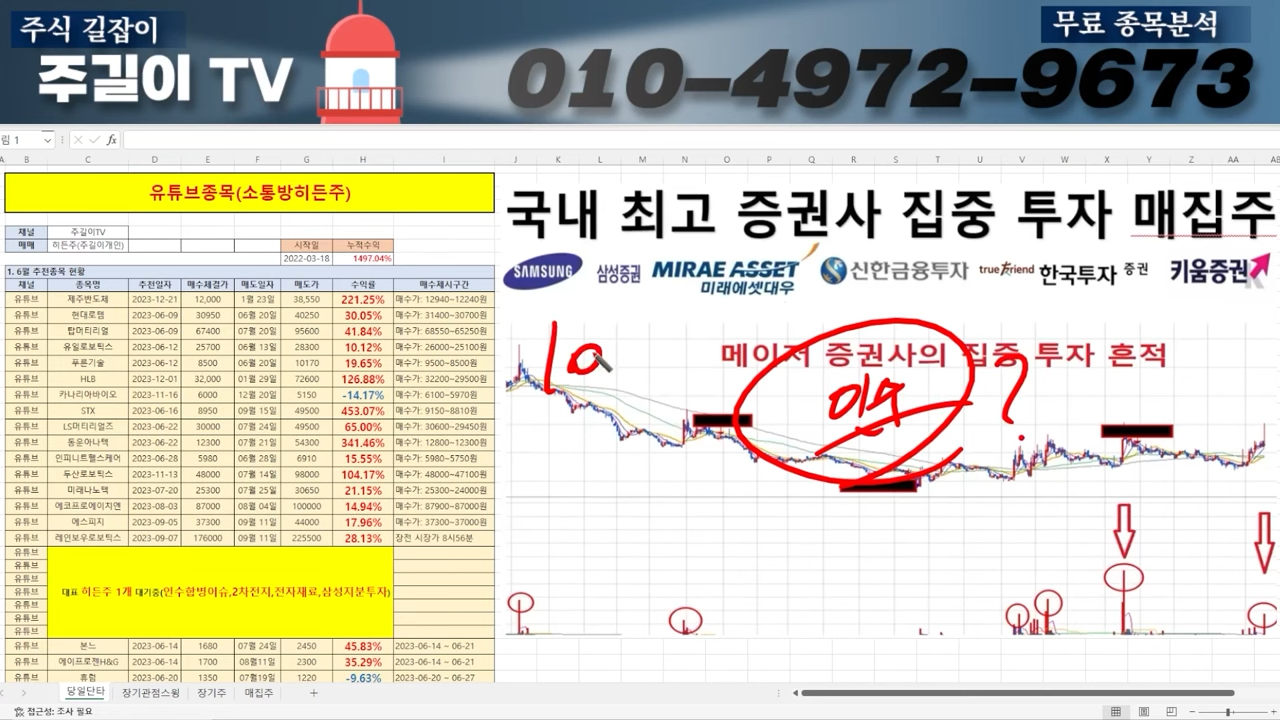 주식 길잡이
주길이 TV
무료 종목분석
010-4972-9673
림 1
fx
A B C D E F G H I J K L M N O P Q R S T U V W X Y Z AA AB
유튜브종목(소통방히든주)
채널 주길이TV
매매 히든주(주길이개인) 시작일 누적수익
2022-03-18 1497.04%
1. 6월 추천종목 현황
채널 종목명 추천일자 매수체결가 매도일자 매도가 수익률 매수제시구간
유튜브 제주반도체 2023-12-21 12,000 1월 23일 38,550 221.25% 매수가: 12940~12240원
유튜브 현대로템 2023-06-09 30950 06월 20일 40250 30.05% 매수가: 31400~30700원
유튜브 탑머티리얼 2023-06-09 67400 07월 20일 95600 41.84% 매수가: 68550~65250원
유튜브 유일로보틱스 2023-06-12 25700 06월 13일 28300 10.12% 매수가: 26000~25100원
유튜브 푸른기술 2023-06-12 8500 06월 20일 10170 19.65% 매수가: 9500~8500원
유튜브 HLB 2023-12-01 32,000 01월 29일 72600 126.88% 매수가: 32200~29500원
유튜브 카나리아바이오 2023-11-16 6000 12월 20일 5150 -14.17% 매수가: 6100~5970원
유튜브 STX 2023-06-16 8950 09월 15일 49500 453.07% 매수가: 9150~8810원
유튜브 LS머티리얼즈 2023-06-22 30000 07월 24일 49500 65.00% 매수가: 30600~29450원
유튜브 동운아나텍 2023-06-22 12300 07월 21일 54300 341.46% 매수가: 12800~12300원
유튜브 인피니트헬스케어 2023-06-28 5980 06월 28일 6910 15.55% 매수가: 5980~5750원
유튜브 두산로보틱스 2023-11-13 48000 07월 14일 98000 104.17% 매수가: 48000~47100원
유튜브 미래나노텍 2023-07-20 25300 07월 25일 30650 21.15% 매수가: 25300~24000원
유튜브 에코프로에이치엔 2023-08-03 87000 08월 04일 100000 14.94% 매수가: 87900~87000원
유튜브 에스피지 2023-09-05 37300 09월 11일 44000 17.96% 매수가: 37300~37000원
유튜브 레인보우로보틱스 2023-09-07 176000 09월 11일 225500 28.13% 장전 시장가 8시56분
유튜브
유튜브
유튜브
유튜브 대표 히든주 1개 대기중(인수합병이슈,2차전지,전자재료,삼성지분투자)
유튜브
유튜브
유튜브
유튜브 본느 2023-06-14 1680 07월 24일 2450 45.83% 2023-06-14 ~ 06-21
유튜브 에이프로젠H&G 2023-06-14 1700 08월11일 2300 35.29% 2023-06-14 ~ 06-21
유튜브 휴럼 2023-06-20 1350 07월19일 1220 -9.63% 2023-06-20 ~ 06-27
국내 최고 증권사 집중 투자 매집주
SAMSUNG 삼성증권 MIRAE ASSET 미래에셋대우 신한금융투자 true Friend 한국투자 증권 키움증권
메이저 증권사의 집중 투자 흔적
?
당일단타 장기관점스윙 장기주 매집주 +
접근성: 조사 필요